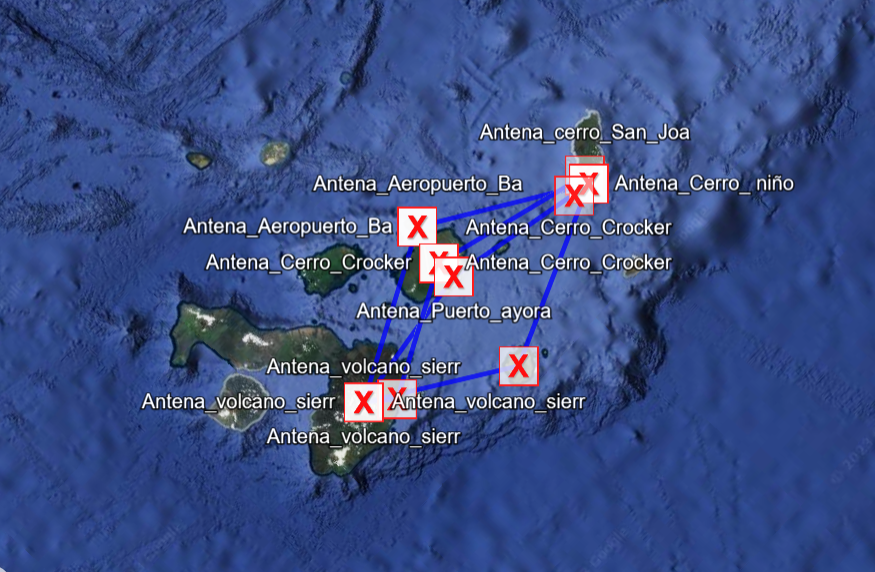 Antena_cerro_San_Joa
Antena_Aeropuerto_Ba
Antena_Cerro_ niño
Antena_Aeropuerto_Ba
Antena_Cerro_Crocker
Antena_Cerro_Crocker
Antena_Cerro_Crocker
Antena_Puerto_ayora
Antena_volcano_sierr
Antena_volcano_sierr
Antena_volcano_sierr
Antena_volcano_sierr
X
X
X
X
X
X
X
X